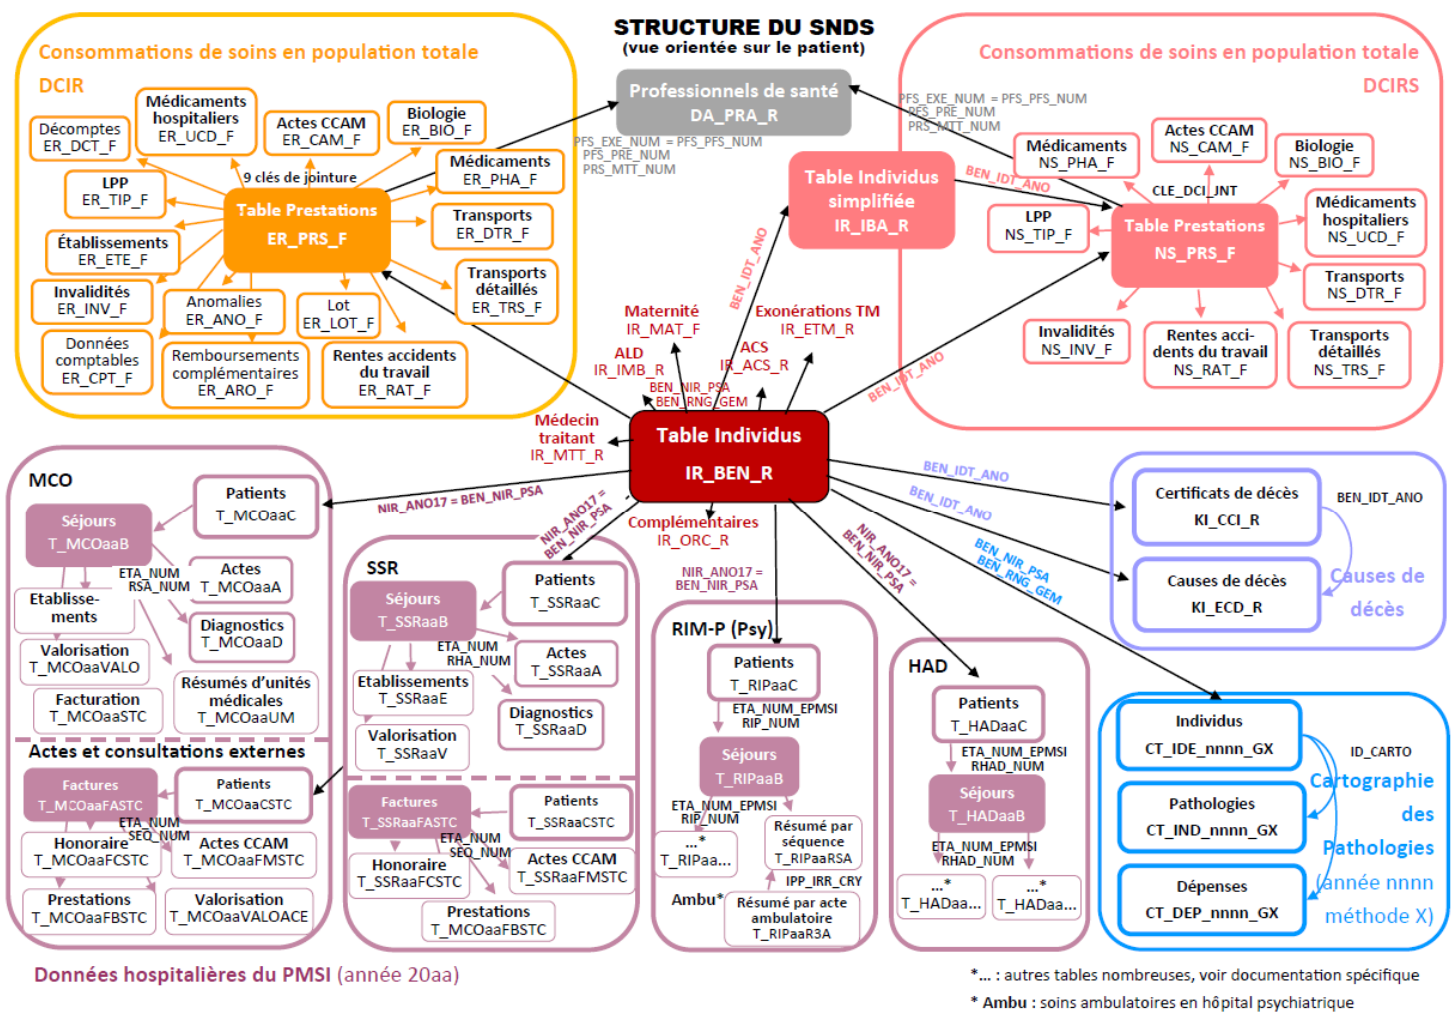 STRUCTURE DU SNDS
(vue orientée sur le patient)
Consommations de soins en population totale
DCIR
Décomptes
ER_DCT_F
Médicaments
hospitaliers
ER_UCD_F
Actes CCAM
ER_CAM_F
Biologie
ER_BIO_F
LPP
ER_TIP_F
9 clés de jointure
Médicaments
ER_PHA_F
Table Prestations
ER_PRS_F
Établissements
ER_ETE_F
Transports
ER_DTR_F
Invalidités
ER_INV_F
Anomalies
ER_ANO_F
Lot
ER_LOT_F
Transports
détaillés
ER_TRS_F
Données
comptables
ER_CPT_F
Remboursements
complémentaires
ER_ARO_F
Rentes accidents
du travail
ER_RAT_F
Professionnels de santé
DA_PRA_R
PFS_EXE_NUM = PFS_PFS_NUM
PFS_PRE_NUM
PRS_MTT_NUM
Consommations de soins en population totale
DCIRS
PFS_EXE_NUM = PFS_PFS_NUM
PFS_PRE_NUM
PRS_MTT_NUM
Table Individus
simplifiée
IR_IBA_R
BEN_IDT_ANO
BEN_IDT_ANO
Médicaments
NS_PHA_F
Actes CCAM
NS_CAM_F
Biologie
NS_BIO_F
CLE_DCI_JNT
LPP
NS_TIP_F
Table Prestations
NS_PRS_F
Médicaments
hospitaliers
NS_UCD_F
Transports
NS_DTR_F
Invalidités
NS_INV_F
Rentes acci-
dents du travail
NS_RAT_F
Transports
détaillés
NS_TRS_F
BEN_IDT_ANO
Maternité
IR_MAT_F
Exonérations TM
IR_ETM_R
ALD
IR_IMB_R
ACS
IR_ACS_R
BEN_NIR_PSA
BEN_RNG_GEM
Médecin
traitant
IR_MTT_R
Table Individus
IR_BEN_R
Complémentaires
IR_ORC_R
NIR_ANO17 = BEN_NIR_PSA
NIR_ANO17 =
BEN_NIR_PSA
NIR_ANO17 =
BEN_NIR_PSA
NIR_ANO17 =
BEN_NIR_PSA
BEN_IDT_ANO
BEN_IDT_ANO
BEN_NIR_PSA
BEN_RNG_GEM
MCO
Patients
T_MCOaaC
Séjours
T_MCOaaB
ETA_NUM
RSA_NUM
Actes
T_MCOaaA
Etablisse-
ments
Diagnostics
T_MCOaaD
Valorisation
T_MCOaaVALO
Facturation
T_MCOaaSTC
Résumés d'unités
médicales
T_MCOaaUM
Actes et consultations externes
Factures
T_MCOaaFASTC
Patients
T_MCOaaCSTC
ETA_NUM
SEQ_NUM
Honoraire
T_MCOaaFCSTC
Actes CCAM
T_MCOaaFMSTC
Prestations
T_MCOaaFBSTC
Valorisation
T_MCOaaVALOACE
SSR
Patients
T_SSRaaC
Séjours
T_SSRaaB
ETA_NUM
RHA_NUM
Actes
T_SSRaaA
Etablissements
T_SSRaaE
Diagnostics
T_SSRaaD
Valorisation
T_SSRaaV
Factures
T_SSRaaFASTC
Patients
T_SSRaaCSTC
ETA_NUM
SEQ_NUM
Honoraire
T_SSRaaFCSTC
Actes CCAM
T_SSRaaFMSTC
Prestations
T_MCOaaFBSTC
RIM-P (Psy)
Patients
T_RIPaaC
ETA_NUM_EPMSI
RIP_NUM
Séjours
T_RIPaaB
ETA_NUM_EPMSI
RIP_NUM
...*
T_RIPaa...
Résumé par
séquence
T_RIPaaRSA
IPP_IRR_CRY
Ambu*
Résumé par acte
ambulatoire
T_RIPaaR3A
HAD
Patients
T_HADaaC
ETA_NUM_EPMSI
RHAD_NUM
Séjours
T_HADaaB
ETA_NUM_EPMSI
RHAD_NUM
...*
T_HADaa...
...*
T_HADaa...
Certificats de décès
KI_CCI_R
BEN_IDT_ANO
Causes de décès
KI_ECD_R
Causes de
décès
Individus
CT_IDE_nnnn_GX
ID_CARTO
Pathologies
CT_IND_nnnn_GX
Dépenses
CT_DEP_nnnn_GX
Cartographie
des
Pathologies
(année nnnn
méthode X)
Données hospitalières du PMSI (année 20aa)
*... : autres tables nombreuses, voir documentation spécifique
* Ambu : soins ambulatoires en hôpital psychiatrique